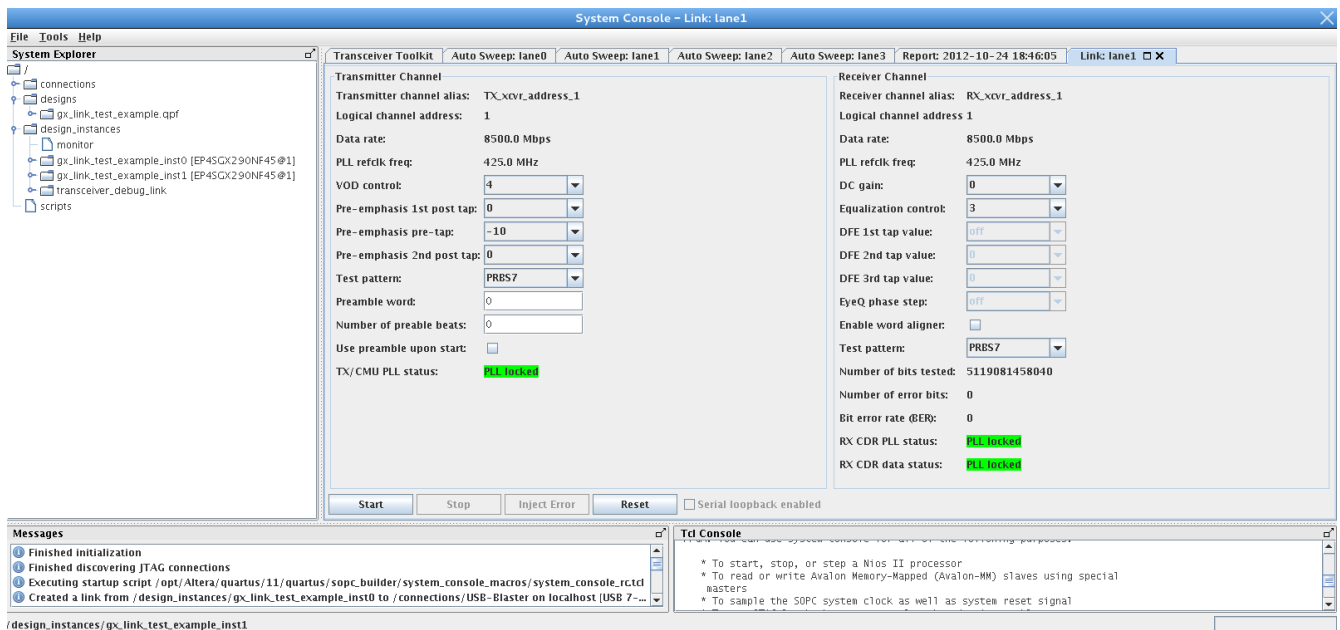 System Console - Link: lane1
File Tools Help
System Explorer
/
connections
designs
gx_link_test_example.qpf
design_instances
monitor
gx_link_test_example_inst0 [EP4SGX290NF45@1]
gx_link_test_example_inst1 [EP4SGX290NF45@1]
transceiver_debug_link
scripts
Transceiver Toolkit Auto Sweep: lane0 Auto Sweep: lane1 Auto Sweep: lane2 Auto Sweep: lane3 Report: 2012-10-24 18:46:05 Link: lane1
Transmitter Channel
Transmitter channel alias: TX_xcvr_address_1
Logical channel address: 1
Data rate: 8500.0 Mbps
PLL refclk freq: 425.0 MHz
VOD control: 4
Pre-emphasis 1st post tap: 0
Pre-emphasis pre-tap: -10
Pre-emphasis 2nd post tap: 0
Test pattern: PRBS7
Preamble word: 0
Number of preable beats: 0
Use preamble upon start:
TX/CMU PLL status: PLL locked
Receiver Channel
Receiver channel alias: RX_xcvr_address_1
Logical channel address 1
Data rate: 8500.0 Mbps
PLL refclk freq: 425.0 MHz
DC gain: 0
Equalization control: 3
DFE 1st tap value: off
DFE 2nd tap value: 0
DFE 3rd tap value: 0
EyeQ phase step: off
Enable word aligner:
Test pattern: PRBS7
Number of bits tested: 5119081458040
Number of error bits: 0
Bit error rate (BER): 0
RX CDR PLL status: PLL locked
RX CDR data status: PLL locked
Start Stop Inject Error Reset Serial loopback enabled
Messages
Finished initialization
Finished discovering JTAG connections
Executing startup script /opt/Altera/quartus/11/quartus/sopc_builder/system_console_macros/system_console_rc.tcl
Created a link from /design_instances/gx_link_test_example_inst0 to /connections/USB-Blaster on localhost [USB 7-...
Tcl Console
* To start, stop, or step a Nios II processor
* To read or write Avalon Memory-Mapped (Avalon-MM) slaves using special
masters
* To sample the SOPC system clock as well as system reset signal
/design_instances/gx_link_test_example_inst1